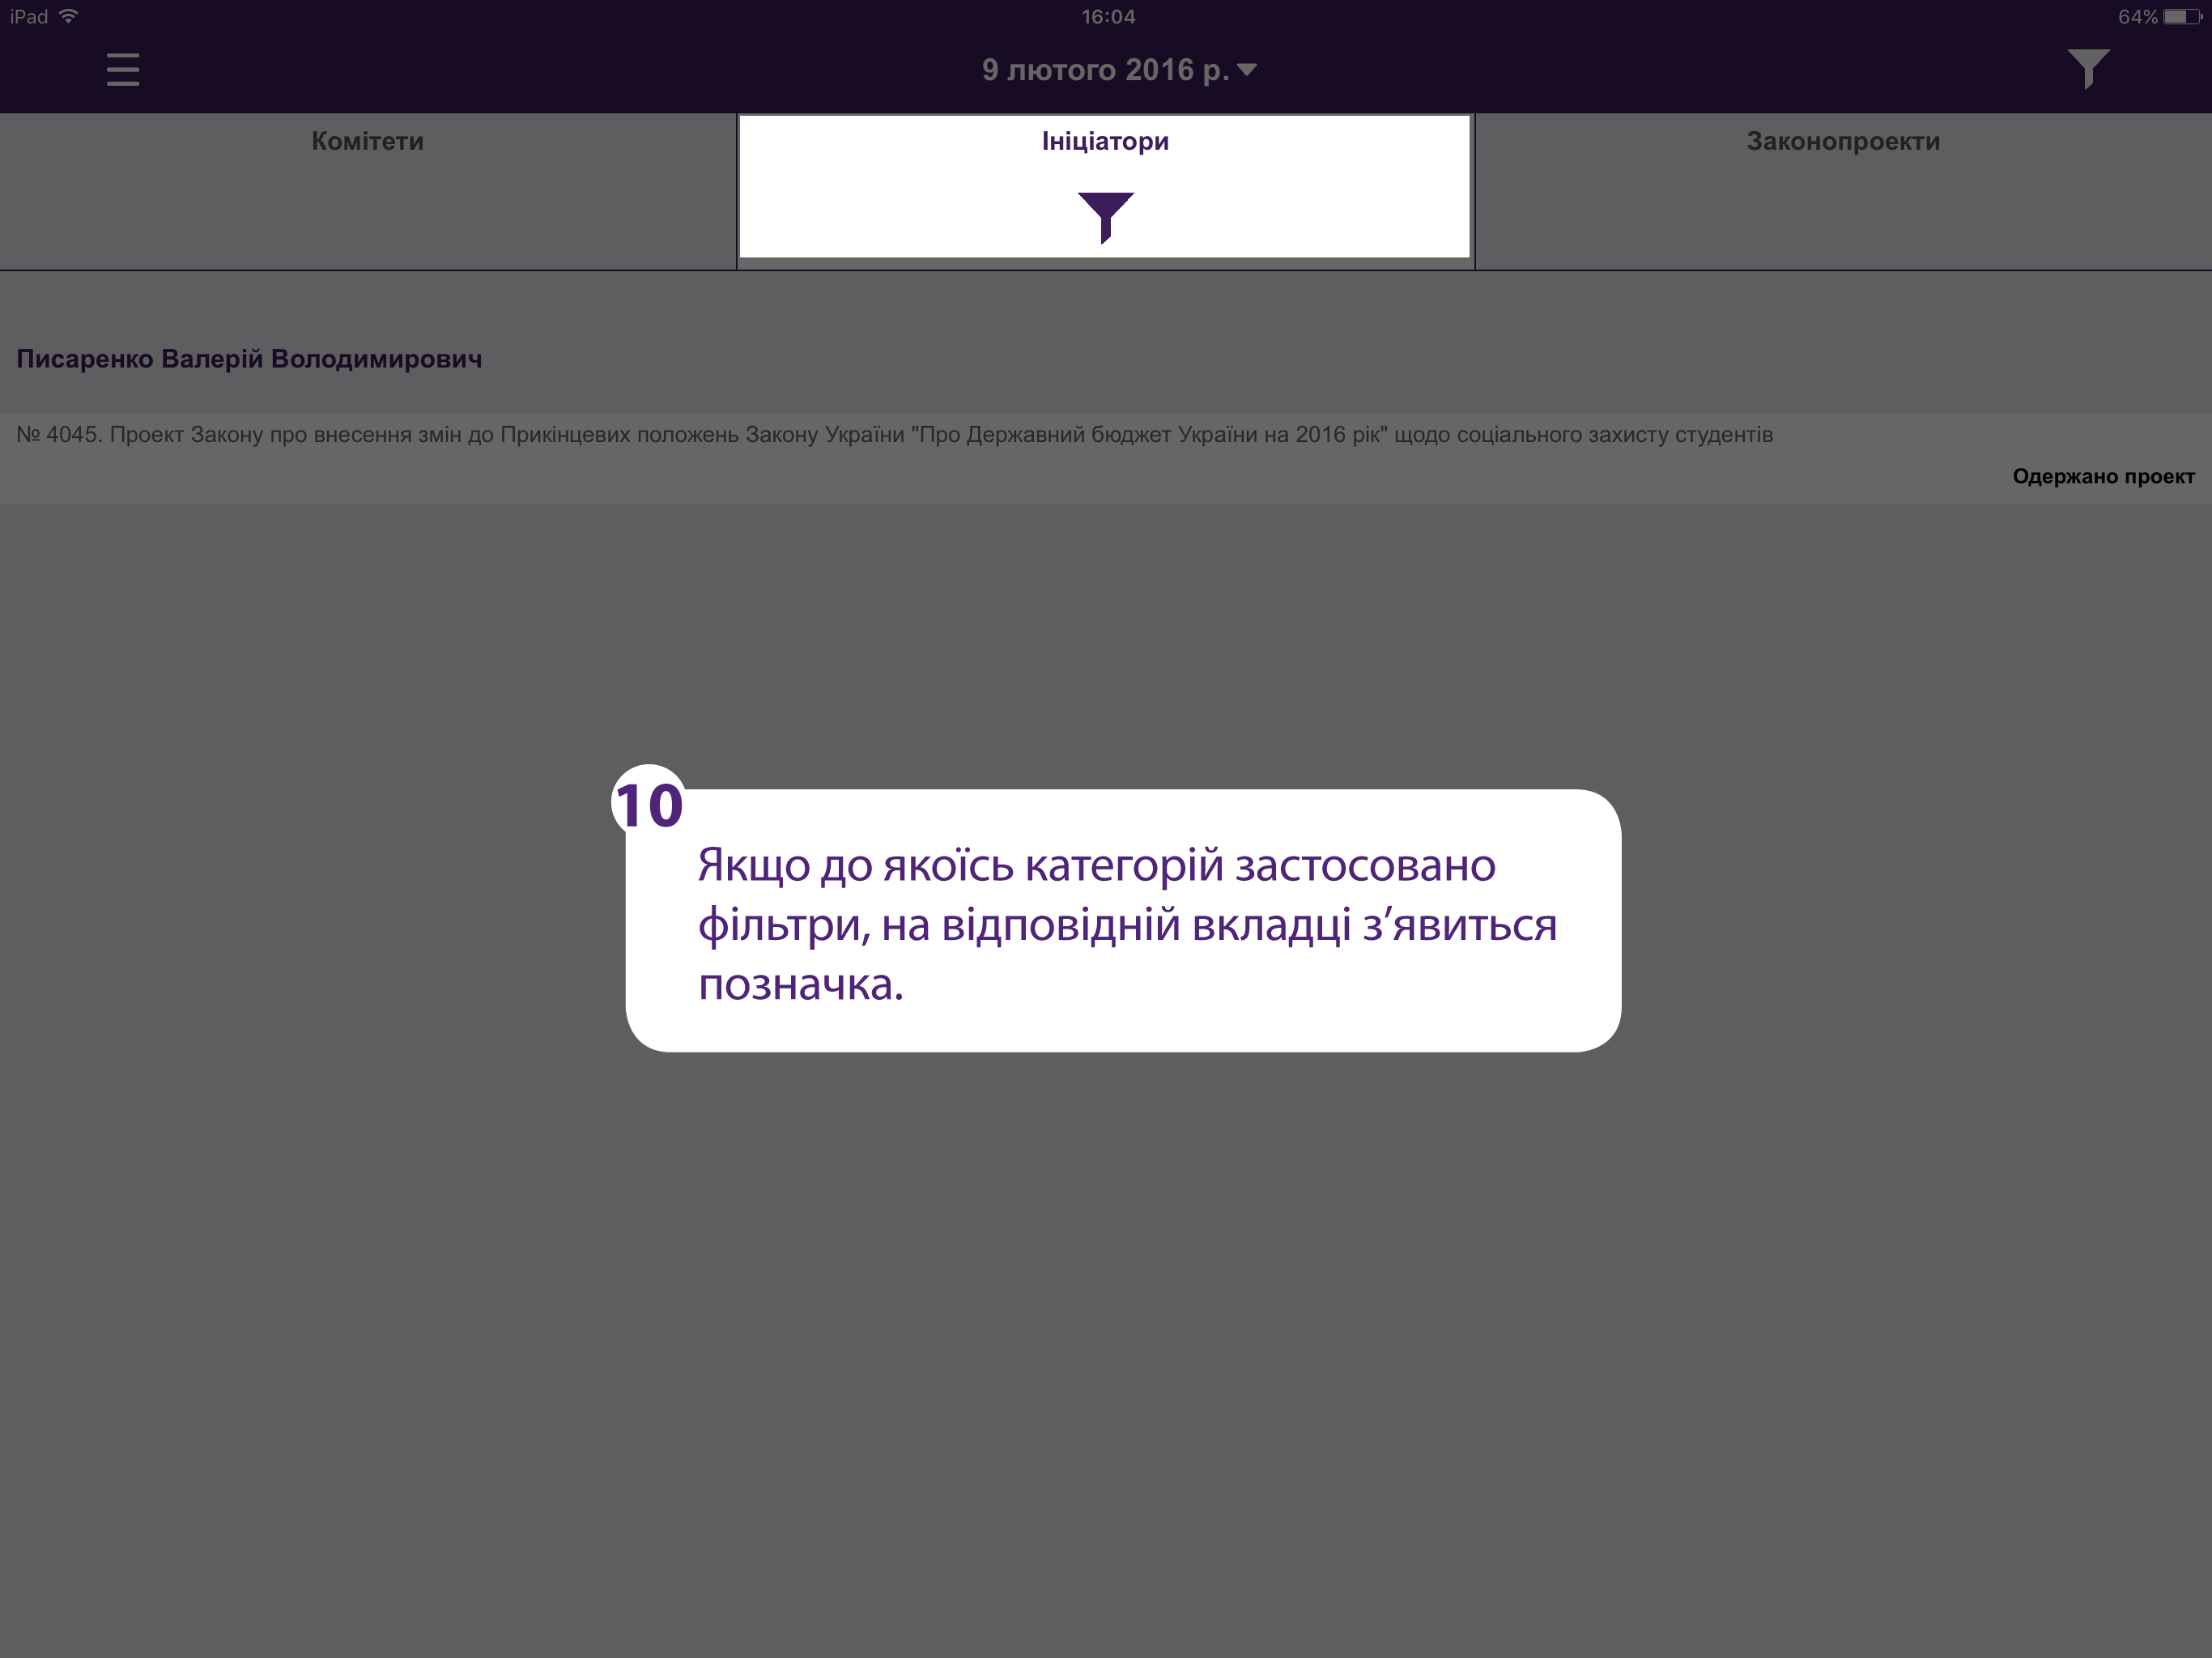 iPad 16:04 64%
9 лютого 2016 р.
Комітети Ініціатори Законопроекти
Писаренко Валерій Володимирович
№ 4045. Проект Закону про внесення змін до Прикінцевих положень Закону України "Про Державний бюджет України на 2016 рік" щодо соціального захисту студентів
Одержано проект
10
Якщо до якоїсь категорій застосовано
фільтри, на відповідній вкладці з’явиться
позначка.